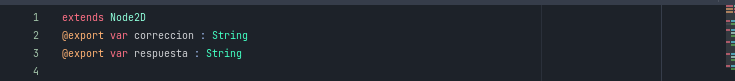 1 extends Node2D
2 @export var correccion : String
3 @export var respuesta : String
4